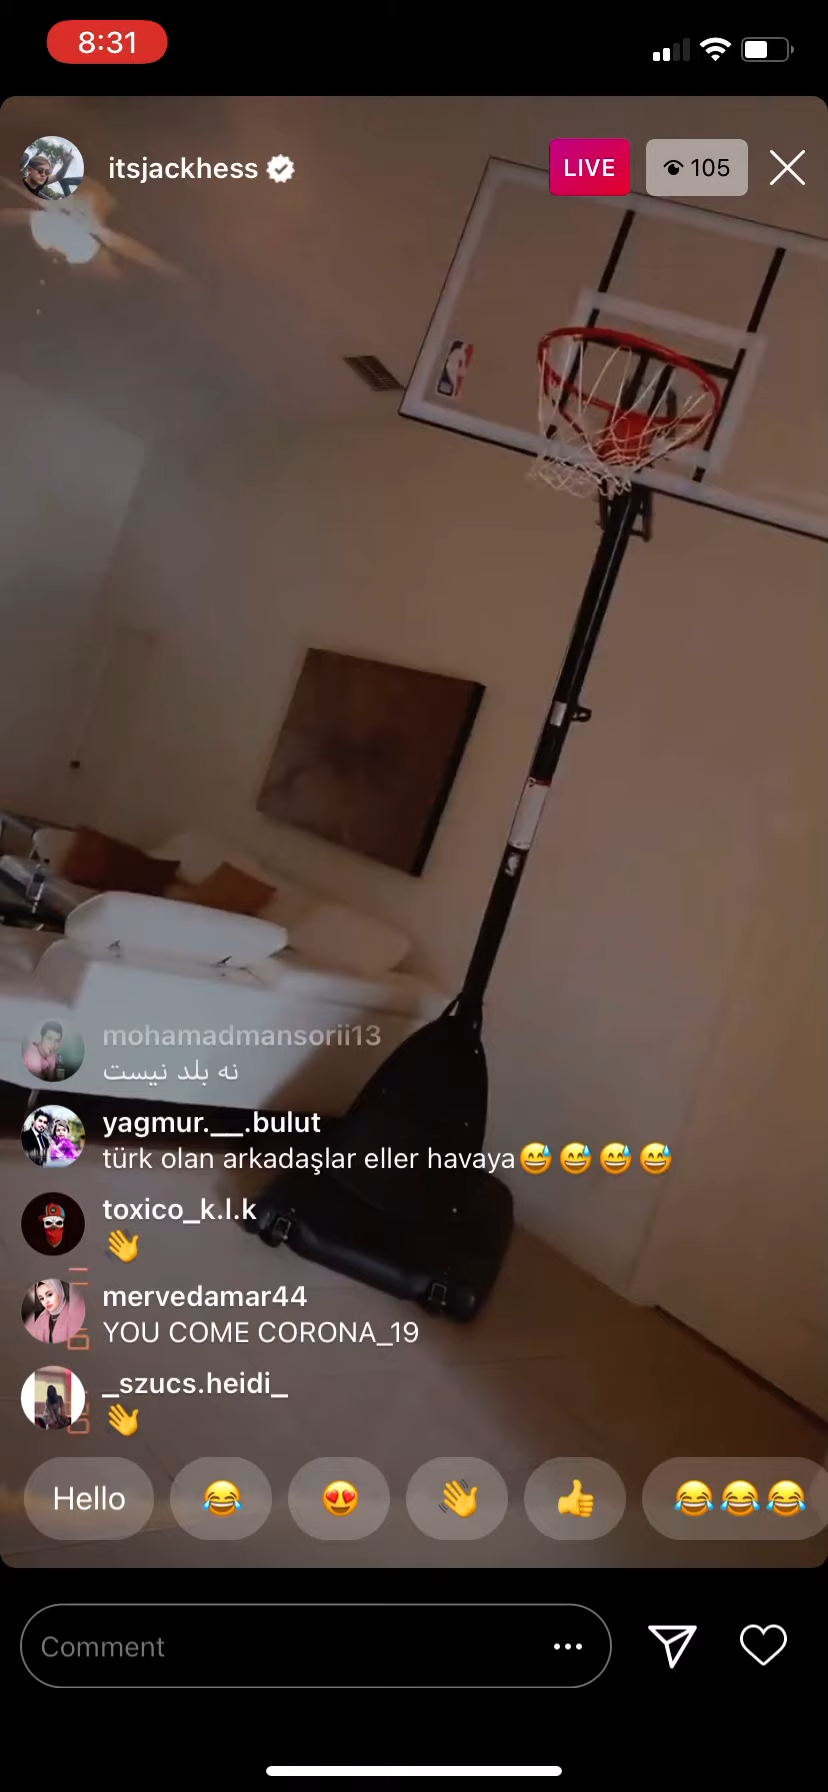 8:31
itsjackhess
LIVE
105
mohamadmansorii13
نه بلد نیست
yagmur.__.bulut
türk olan arkadaşlar eller havaya😅😅😅😅
toxico_k.l.k
👋
mervedamar44
YOU COME CORONA_19
_szucs.heidi_
👋
Hello 😂 😍 👋 👍 😂😂😂
Comment